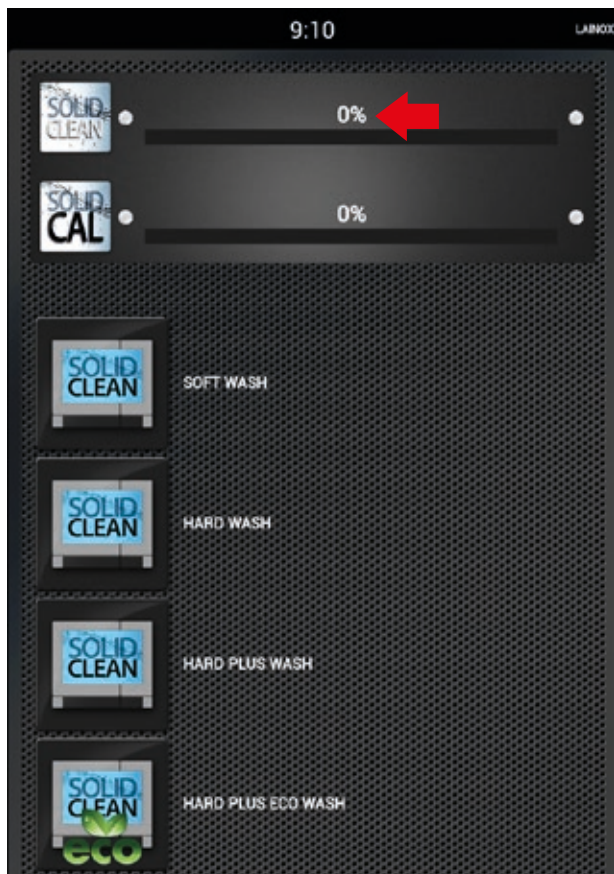 9:10
LAINOX
SOLID
CLEAN
0%
SOLID
CAL
0%
SOLID
CLEAN
SOFT WASH
SOLID
CLEAN
HARD WASH
SOLID
CLEAN
HARD PLUS WASH
SOLID
CLEAN
eco
HARD PLUS ECO WASH